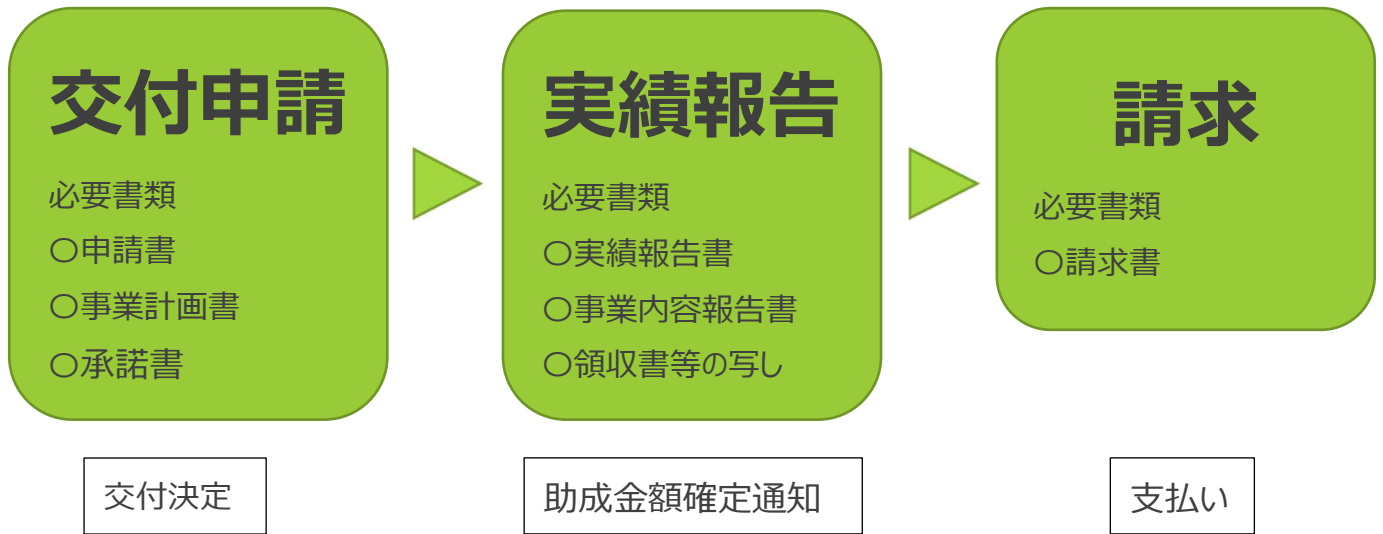 交付申請
必要書類
〇申請書
〇事業計画書
〇承諾書
実績報告
必要書類
〇実績報告書
〇事業内容報告書
〇領収書等の写し
請求
必要書類
〇請求書
交付決定
助成金額確定通知
支払い